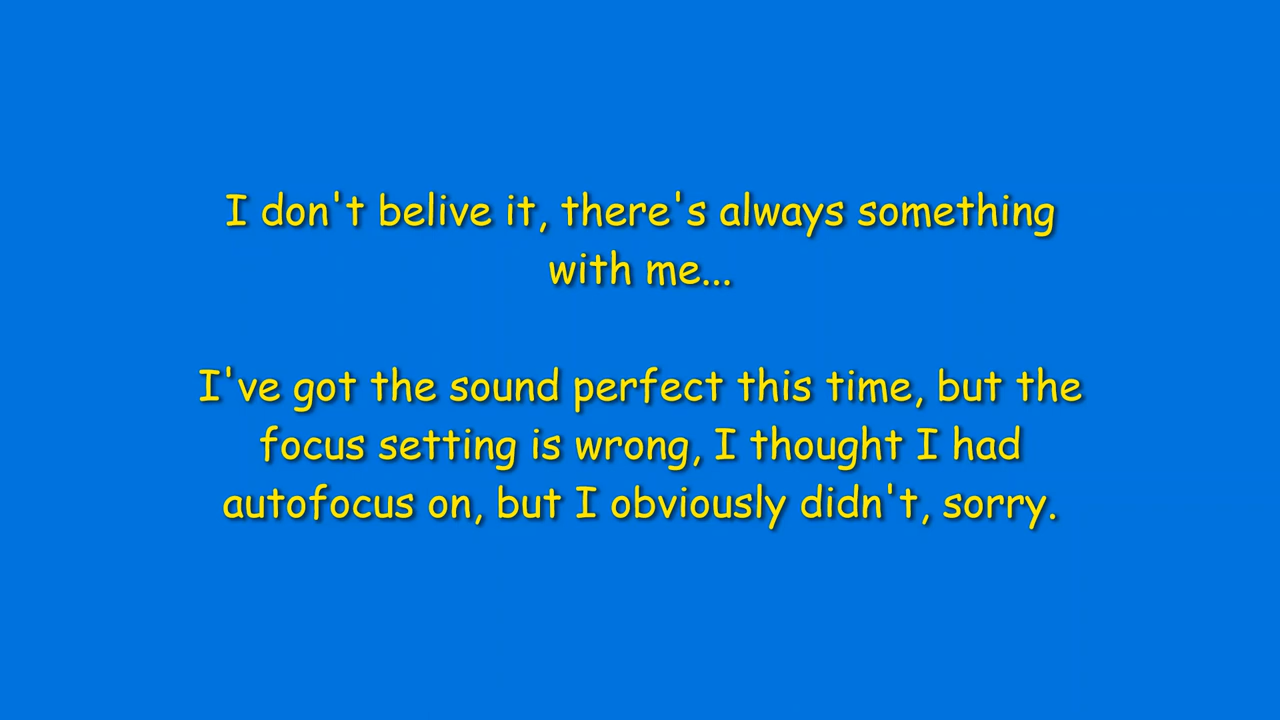 I don't belive it, there's always something
with me...
I've got the sound perfect this time, but the
focus setting is wrong, I thought I had
autofocus on, but I obviously didn't, sorry.